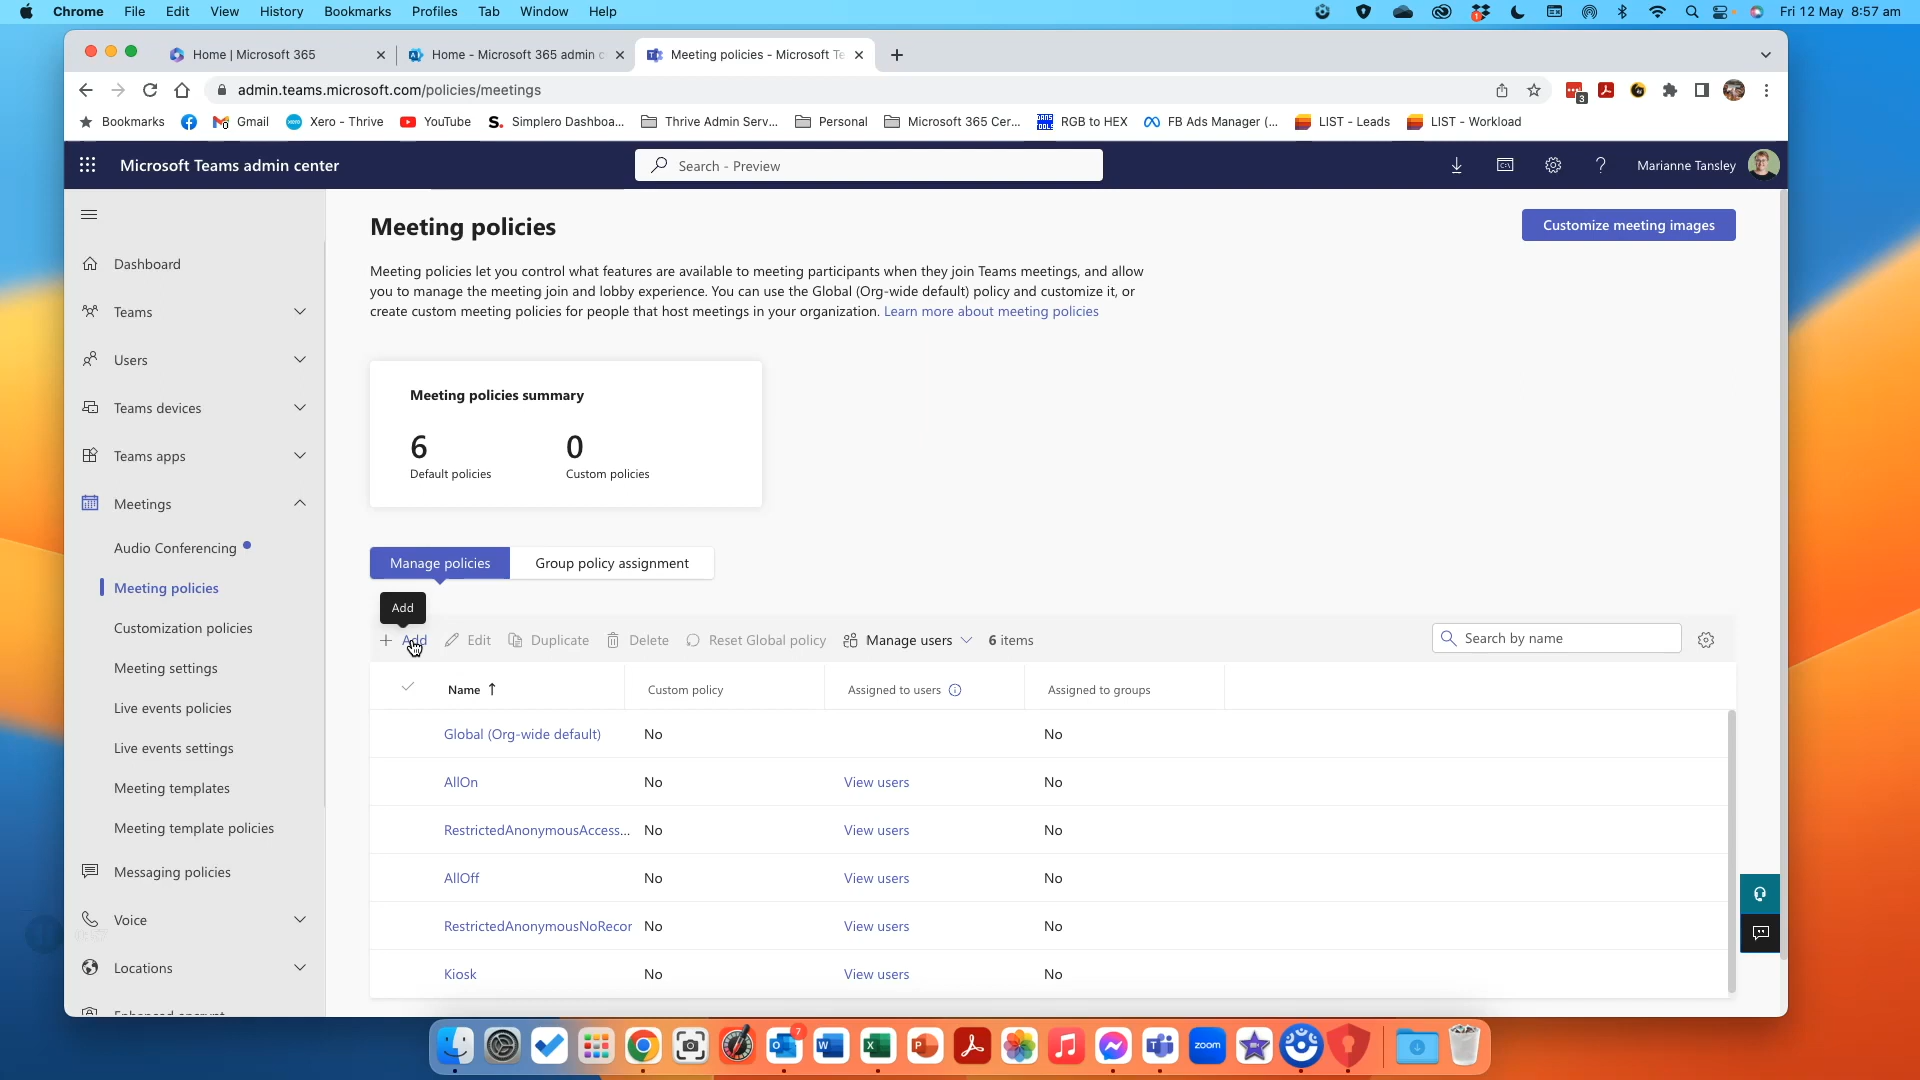 Chrome File Edit View History Bookmarks Profiles Tab Window Help Fri 12 May 8:57 am
Home | Microsoft 365
Home - Microsoft 365 admin c
Meeting policies - Microsoft Te
admin.teams.microsoft.com/policies/meetings
3
Bookmarks Gmail Xero - Thrive YouTube Simplero Dashboa... Thrive Admin Serv... Personal Microsoft 365 Cer... RGB to HEX FB Ads Manager (... LIST - Leads LIST - Workload
Microsoft Teams admin center
Search - Preview
Marianne Tansley
Dashboard
Teams
Users
Teams devices
Teams apps
Meetings
Audio Conferencing
Meeting policies
Customization policies
Meeting settings
Live events policies
Live events settings
Meeting templates
Meeting template policies
Messaging policies
Voice
Locations
Meeting policies
Customize meeting images
Meeting policies let you control what features are available to meeting participants when they join Teams meetings, and allow
you to manage the meeting join and lobby experience. You can use the Global (Org-wide default) policy and customize it, or
create custom meeting policies for people that host meetings in your organization. Learn more about meeting policies
Meeting policies summary
6 0
Default policies Custom policies
Manage policies Group policy assignment
Add
Add Edit Duplicate Delete Reset Global policy Manage users 6 items
Search by name
Name Custom policy Assigned to users Assigned to groups
Global (Org-wide default) No No
AllOn No View users No
RestrictedAnonymousAccess... No View users No
AllOff No View users No
RestrictedAnonymousNoRecor No View users No
Kiosk No View users No
7
zoom